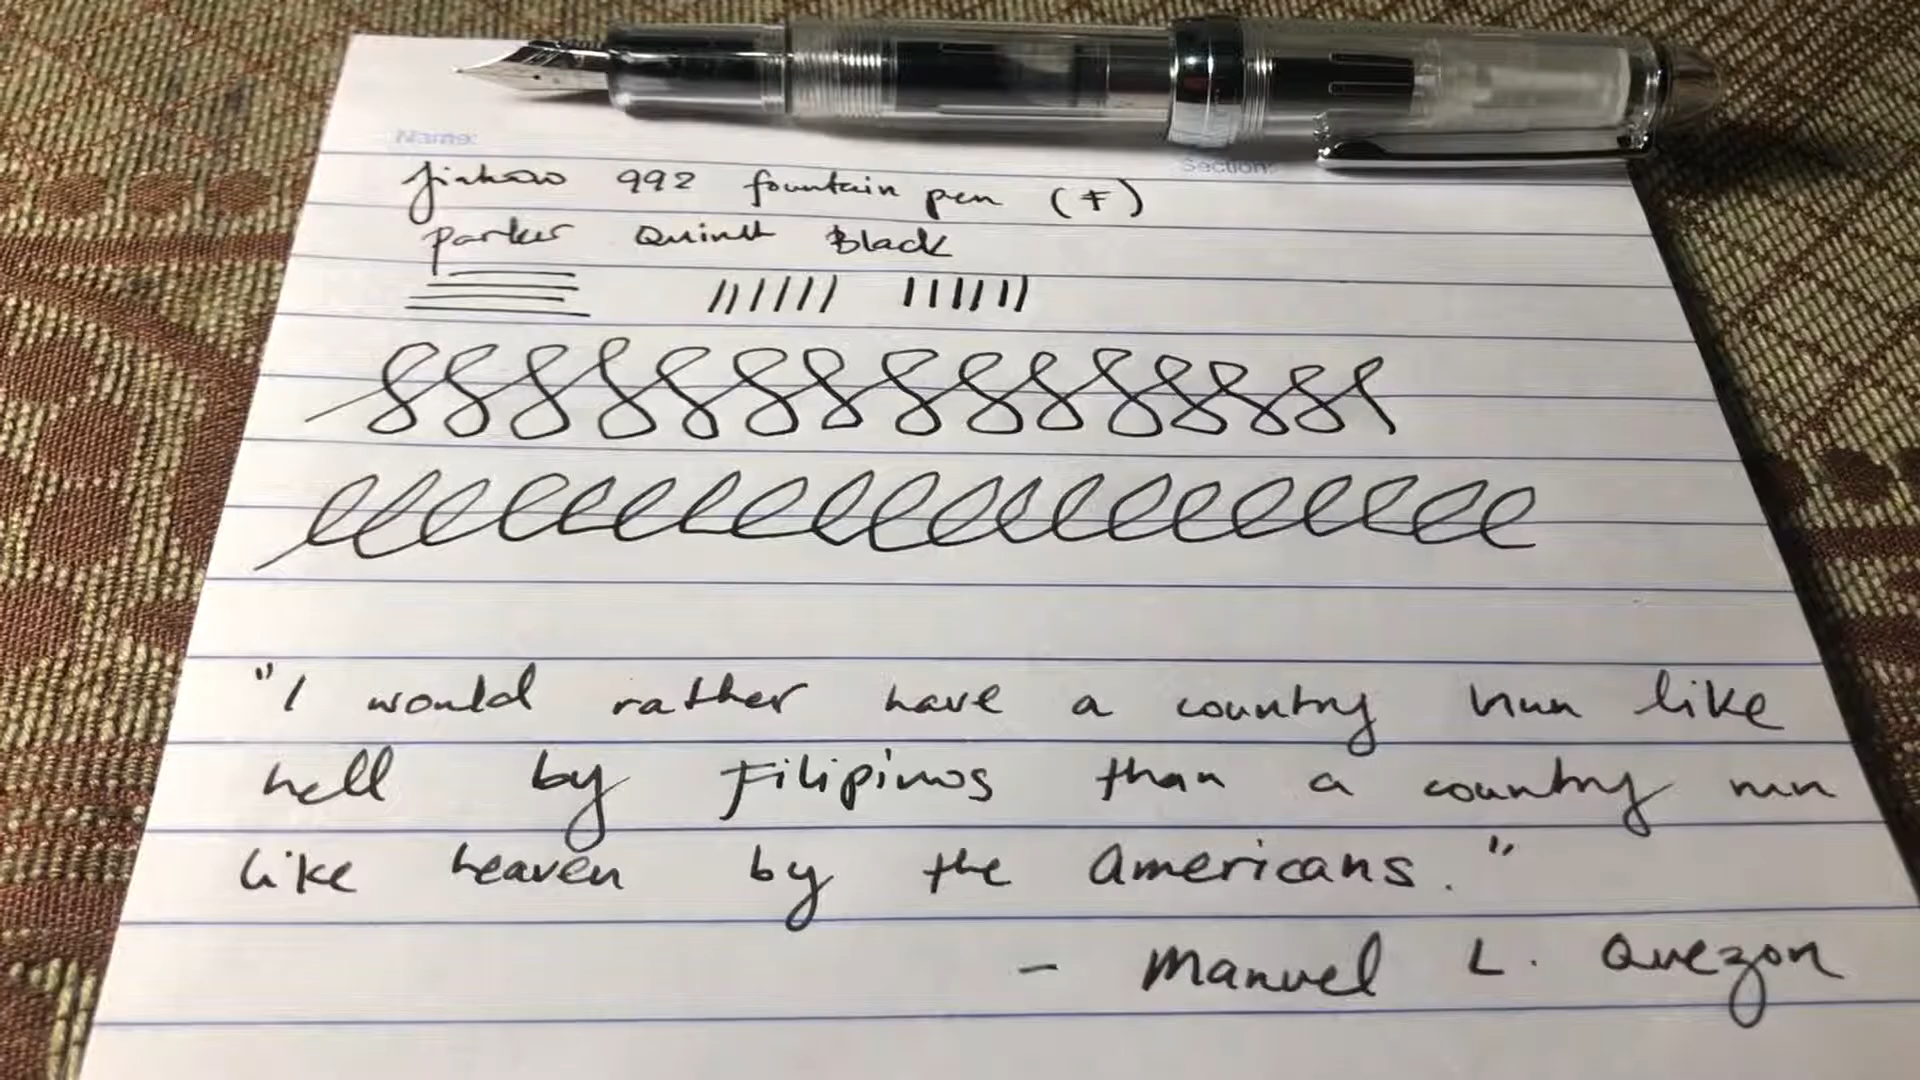 Name:
Section:
Jinhao 992 fountain pen (F)
Parker Quink Black
"I would rather have a country run like
hell by Filipinos than a country run
like heaven by the Americans."
- Manuel L. Quezon